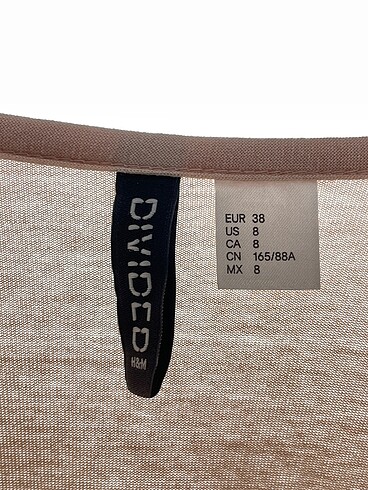 DIVIDED
H&M
EUR 38
US 8
CA 8
CN 165/88A
MX 8